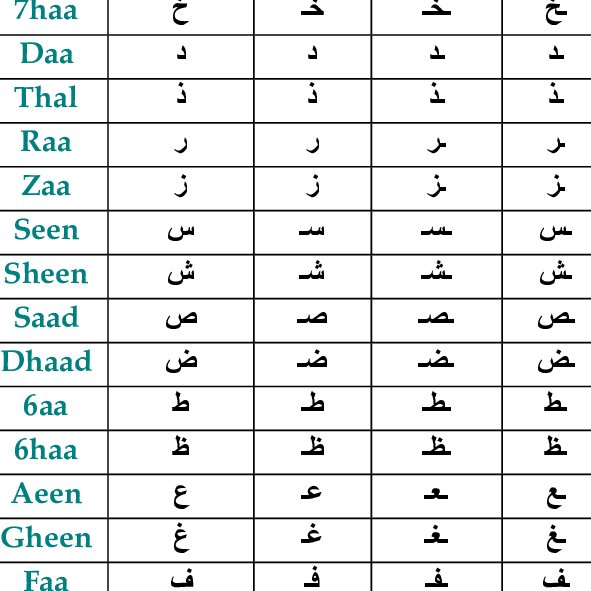 7haa خ خـ ـخـ ـخ
Daa د د ـد ـد
Thal ذ ذ ـذ ـذ
Raa ر ر ـر ـر
Zaa ز ز ـز ـز
Seen س سـ ـسـ ـس
Sheen ش شـ ـشـ ـش
Saad ص صـ ـصـ ـص
Dhaad ض ضـ ـضـ ـض
6aa ط طـ ـطـ ـط
6haa ظ ظـ ـظـ ـظ
Aeen ع عـ ـعـ ـع
Gheen غ غـ ـغـ ـغ
Faa ف فـ ـفـ ـف